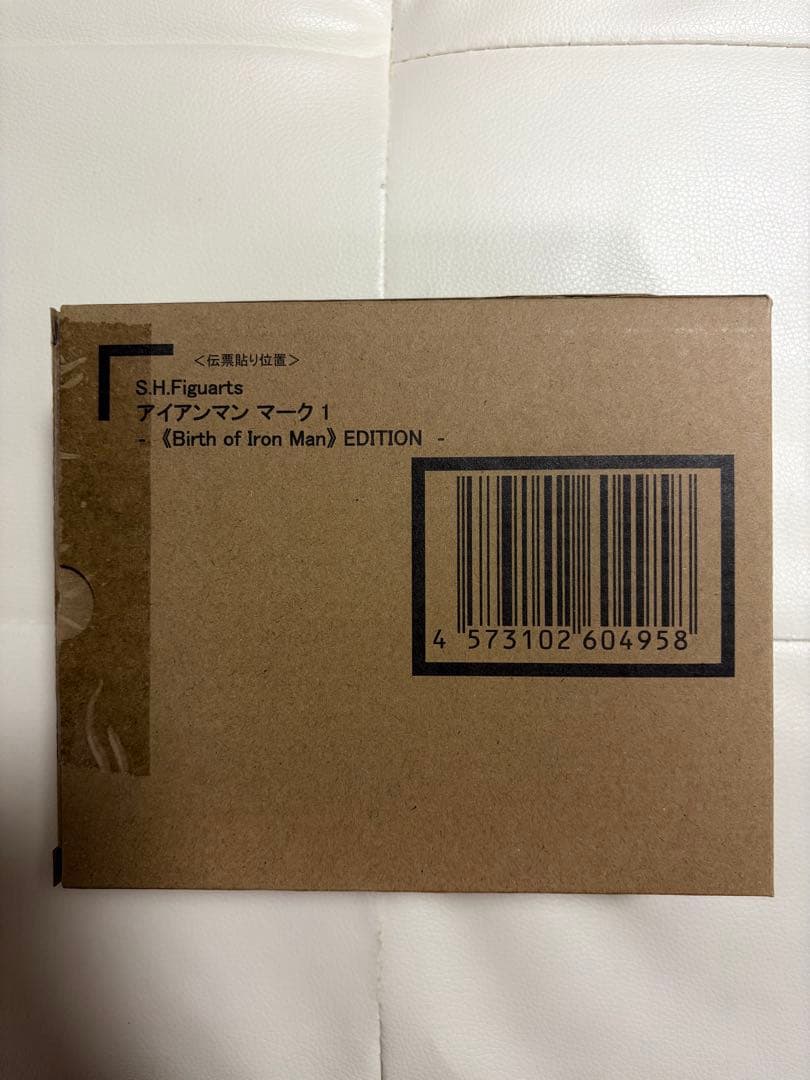 ＜伝票貼り位置＞
S.H.Figuarts
アイアンマン マーク 1
- 《Birth of Iron Man》 EDITION -
4 573102 604958